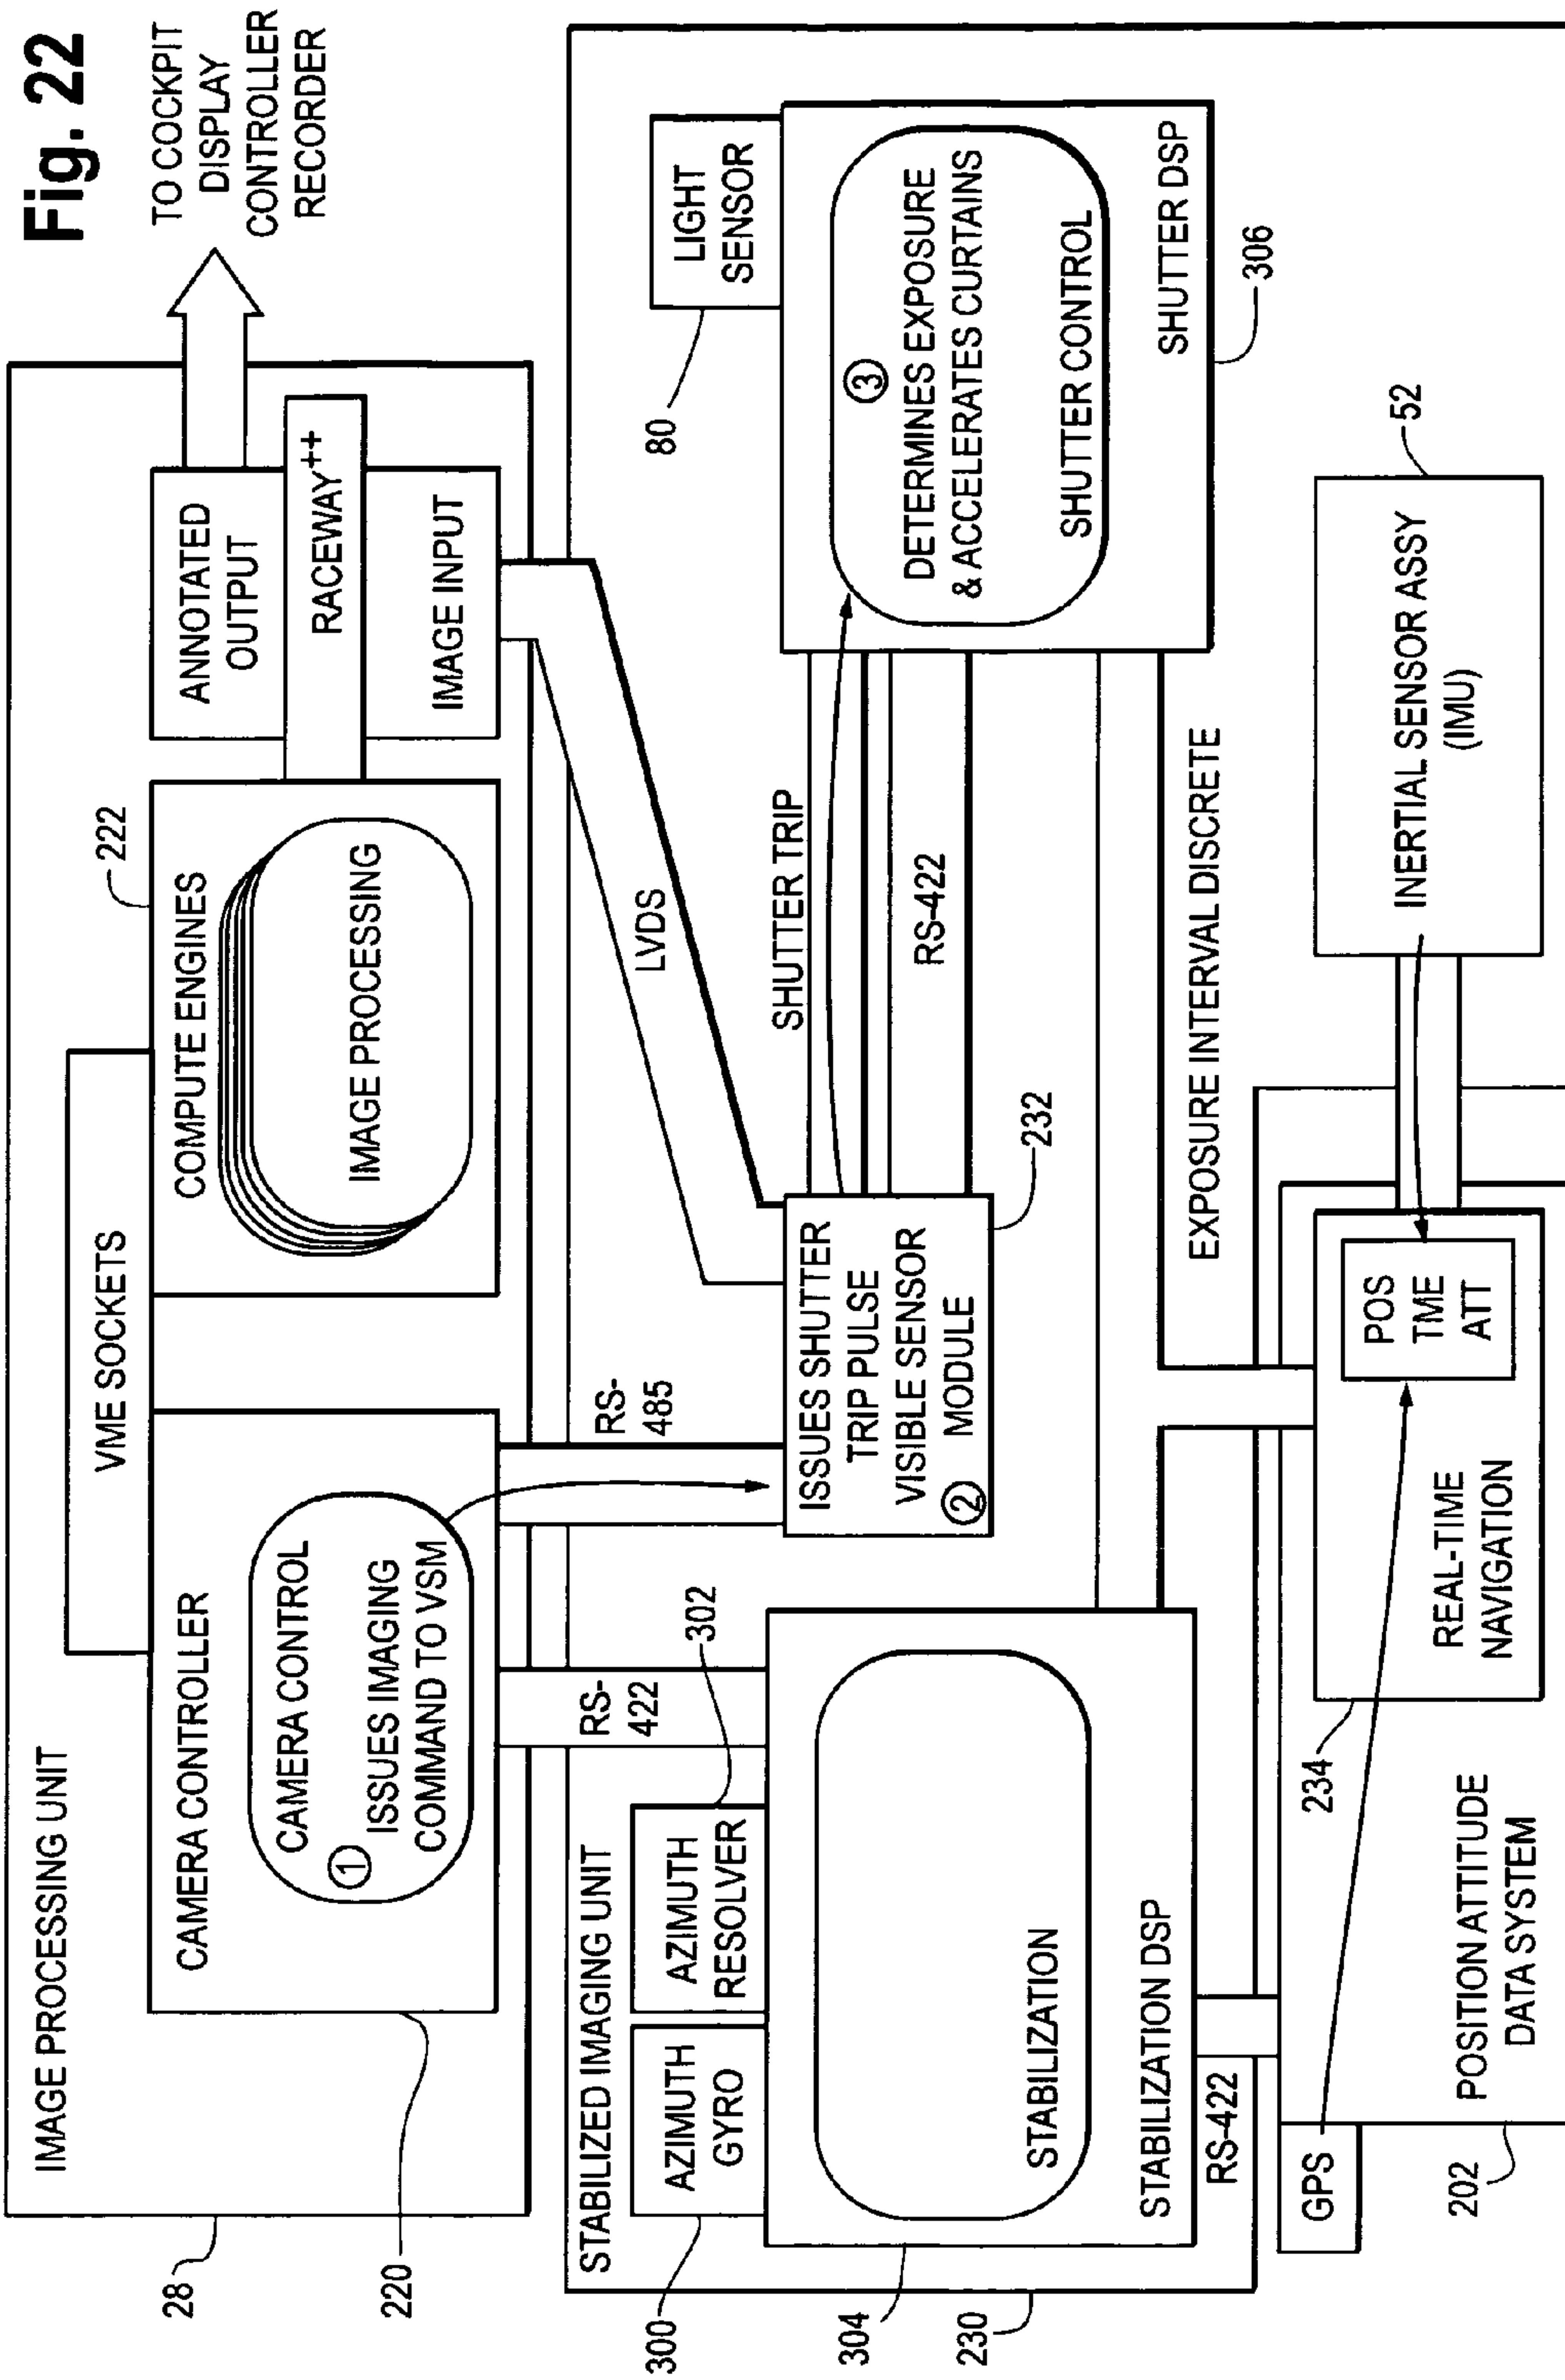 Fig. 22
TO COCKPIT
DISPLAY
CONTROLLER
RECORDER
IMAGE PROCESSING UNIT
28
VME SOCKETS
CAMERA CONTROLLER
CAMERA CONTROL
1
ISSUES IMAGING
COMMAND TO VSM
220
COMPUTE ENGINES
222
IMAGE PROCESSING
ANNOTATED
OUTPUT
RACEWAY++
IMAGE INPUT
STABILIZED IMAGING UNIT
RS-
422
RS-
485
LVDS
AZIMUTH
GYRO
300
AZIMUTH
RESOLVER
302
STABILIZATION
STABILIZATION DSP
304
230
ISSUES SHUTTER
TRIP PULSE
VISIBLE SENSOR
2
MODULE
232
SHUTTER TRIP
RS-422
LIGHT
SENSOR
80
3
DETERMINES EXPOSURE
& ACCELERATES CURTAINS
SHUTTER CONTROL
SHUTTER DSP
306
EXPOSURE INTERVAL DISCRETE
RS-422
GPS
202
POSITION ATTITUDE
DATA SYSTEM
234
REAL-TIME
NAVIGATION
POS
TME
ATT
INERTIAL SENSOR ASSY
(IMU)
52